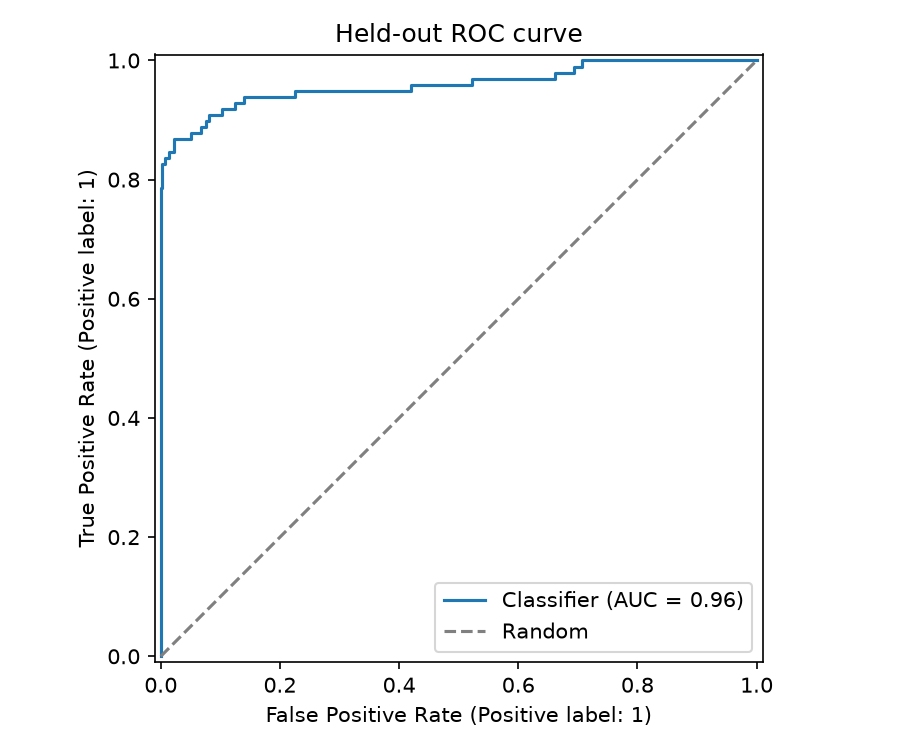 Held-out ROC curve
True Positive Rate (Positive label: 1)
1.0
0.8
0.6
0.4
0.2
0.0
Classifier (AUC = 0.96)
Random
0.0 0.2 0.4 0.6 0.8 1.0
False Positive Rate (Positive label: 1)